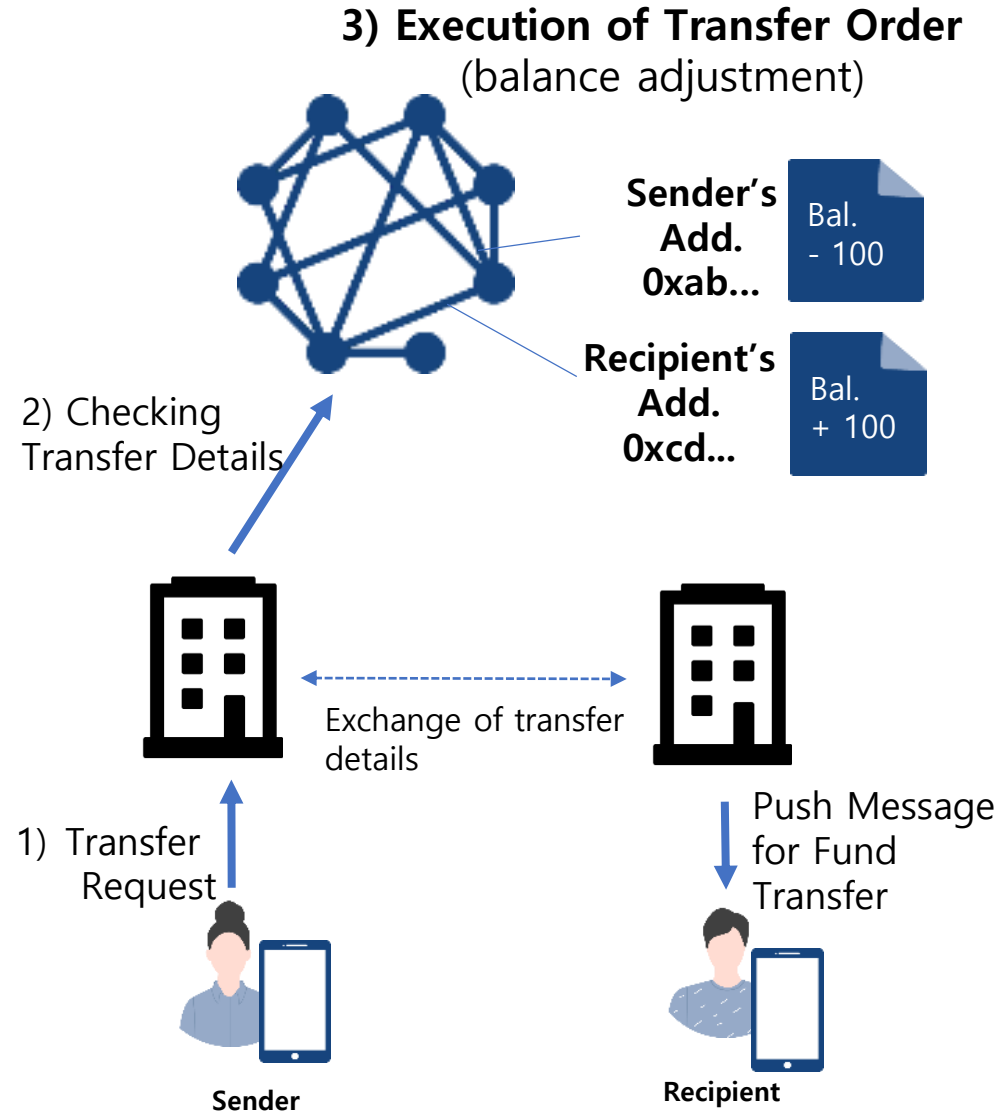 3) Execution of Transfer Order
(balance adjustment)
Sender's
Add.
0xab...
Bal.
- 100
Recipient's
Add.
0xcd...
Bal.
+ 100
2) Checking
Transfer Details
Exchange of transfer
details
1) Transfer
Request
Push Message
for Fund
Transfer
Sender
Recipient